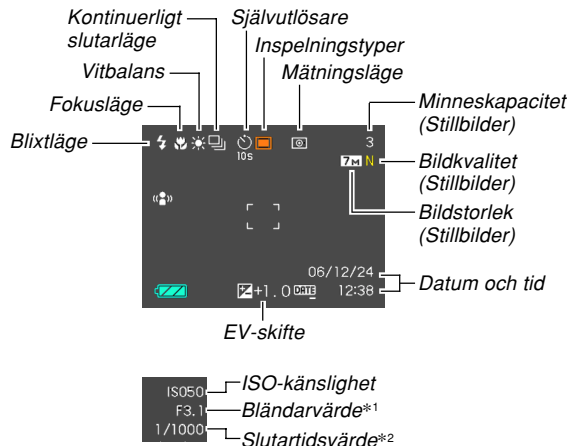 Kontinuerligt slutarläge
Självutlösare
Inspelningstyper
Vitbalans
Mätningsläge
Fokusläge
Minneskapacitet (Stillbilder)
Blixtläge
10s
3
7M N
Bildkvalitet (Stillbilder)
Bildstorlek (Stillbilder)
06/12/24
+1.0 DATE 12:38
Datum och tid
EV-skifte
ISO50
ISO-känslighet
F3.1
Bländarvärde*1
1/1000
Slutartidsvärde*2